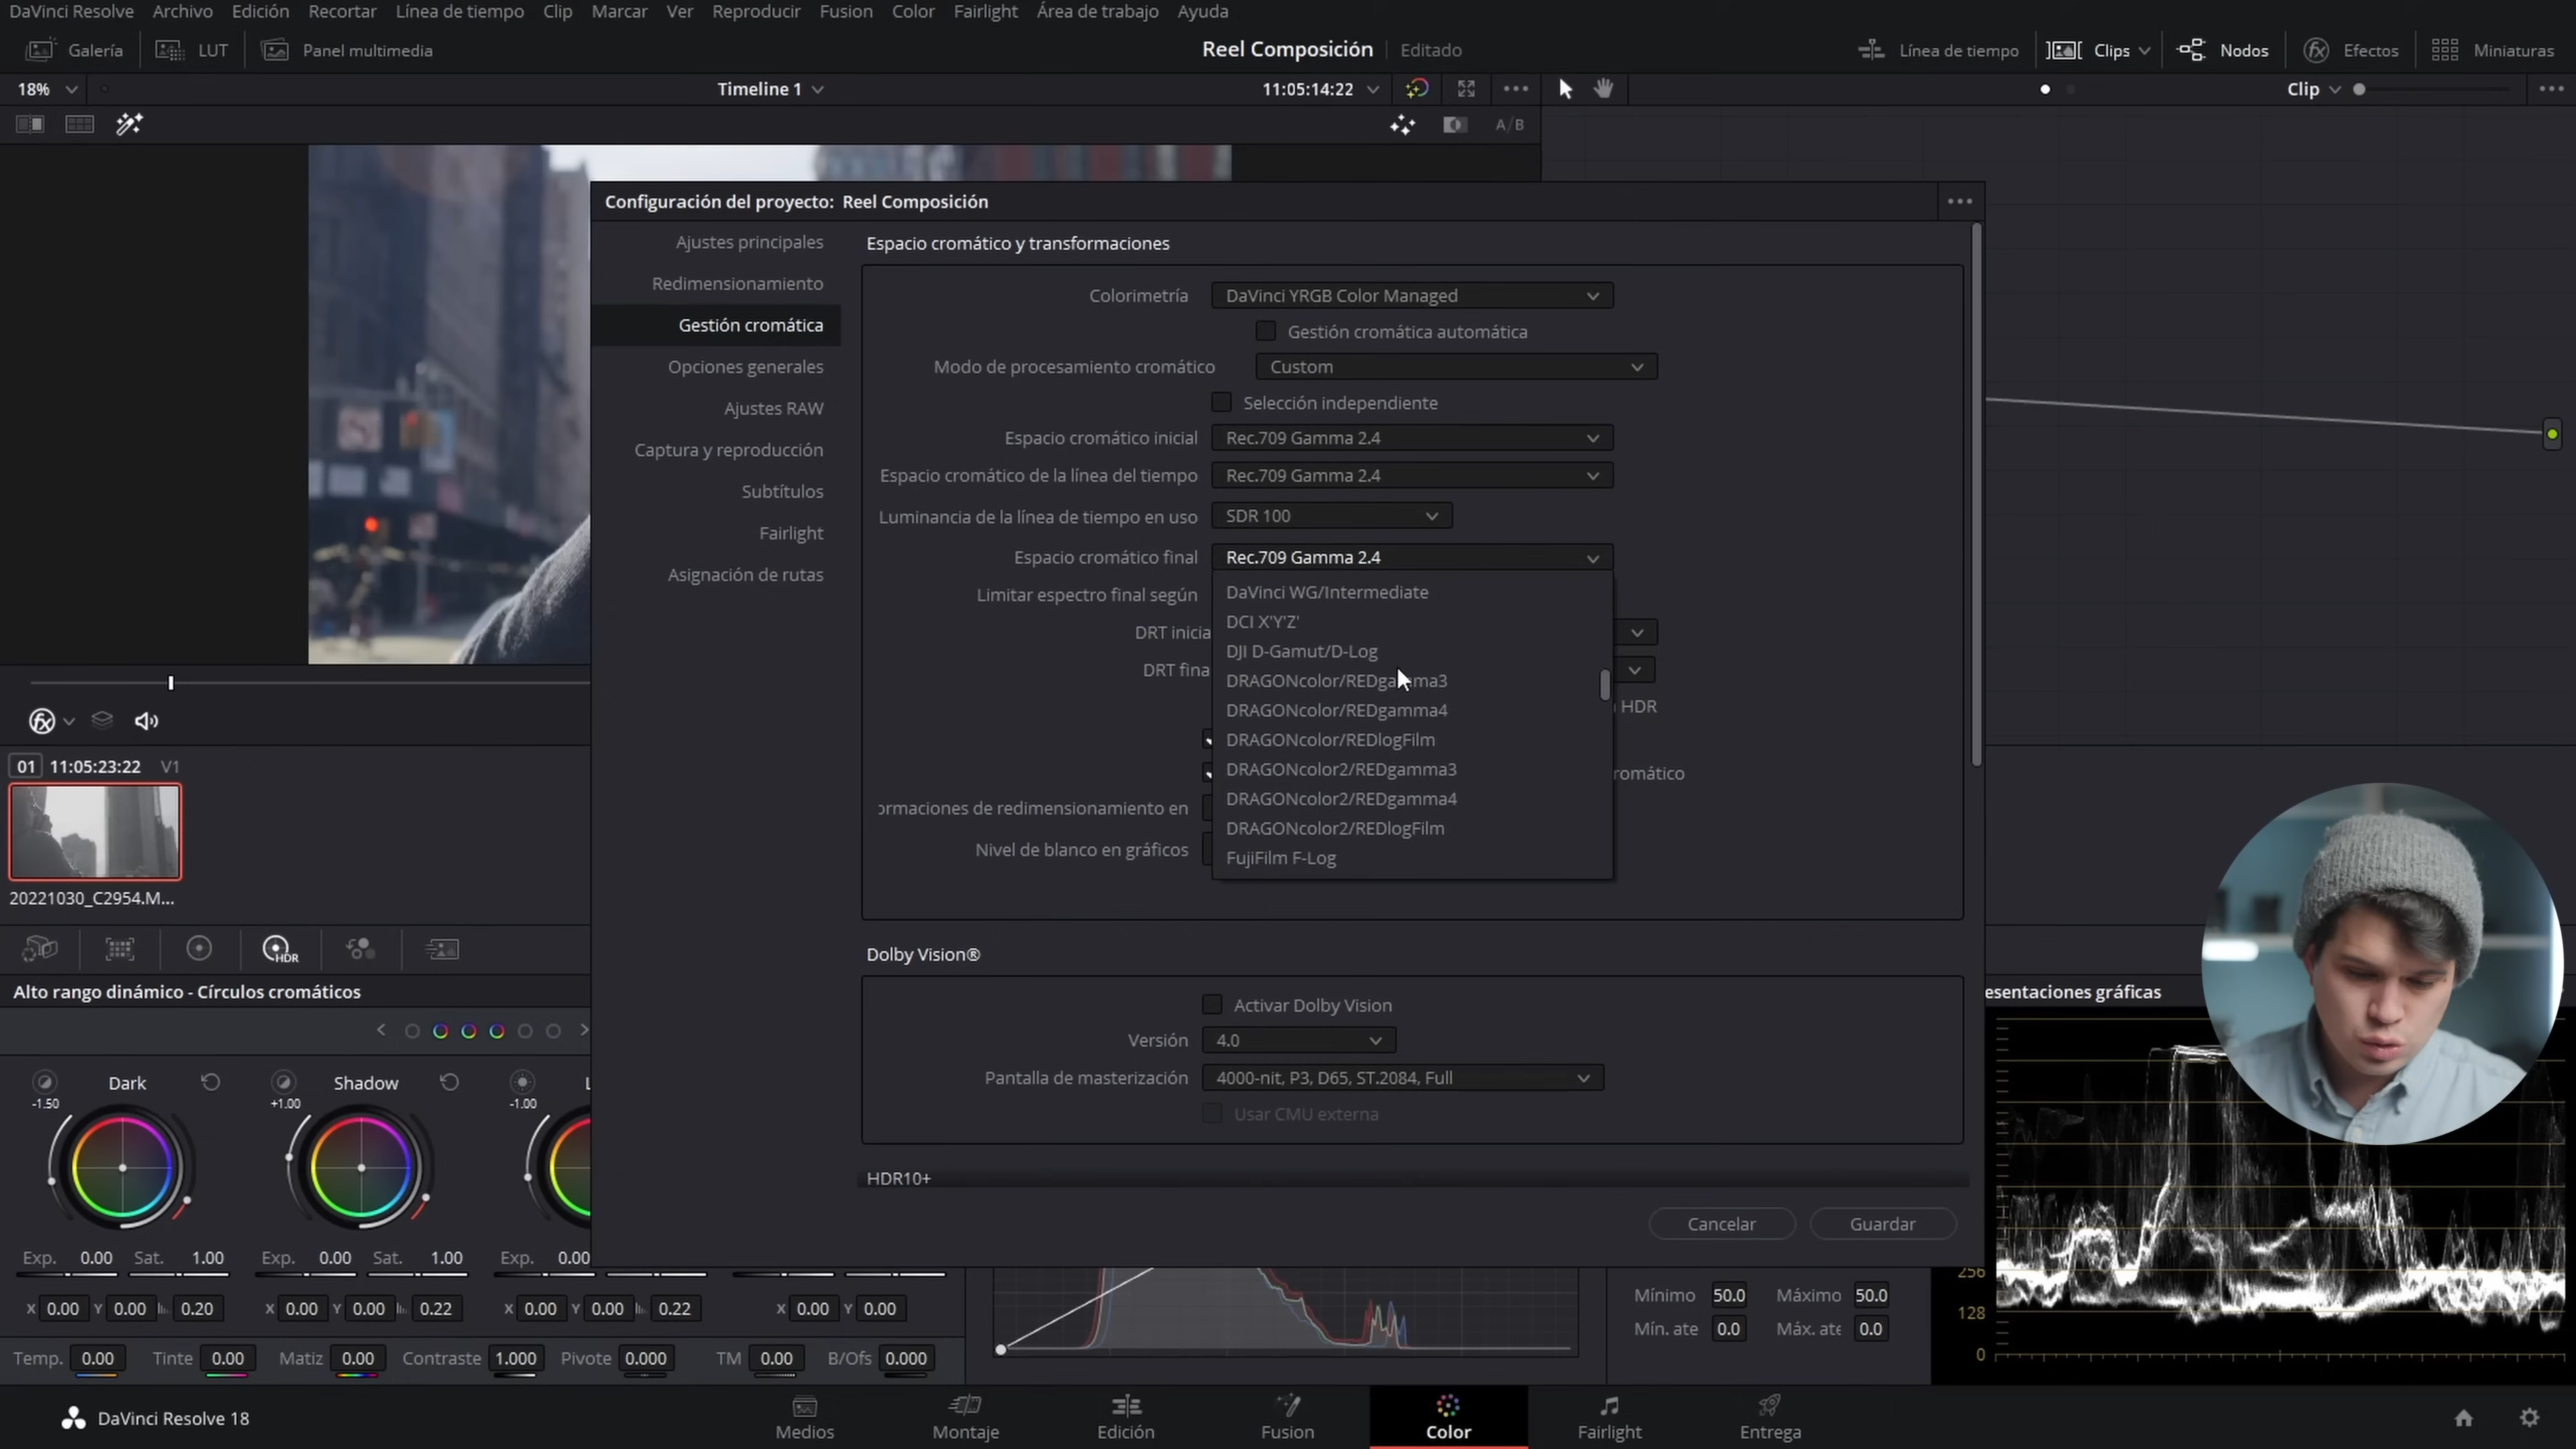 DaVinci Resolve Archivo Edición Recortar Línea de tiempo Clip Marcar Ver Reproducir Fusion Color Fairlight Área de trabajo Ayuda
Galería LUT Panel multimedia Reel Composición Editado Línea de tiempo Clips Nodos Efectos Miniaturas
18% Timeline 1 11:05:14:22 Clip
A/B
Configuración del proyecto: Reel Composición
Ajustes principales
Redimensionamiento
Gestión cromática
Opciones generales
Ajustes RAW
Captura y reproducción
Subtítulos
Fairlight
Asignación de rutas
Espacio cromático y transformaciones
Colorimetría DaVinci YRGB Color Managed
Gestión cromática automática
Modo de procesamiento cromático Custom
Selección independiente
Espacio cromático inicial Rec.709 Gamma 2.4
Espacio cromático de la línea del tiempo Rec.709 Gamma 2.4
Luminancia de la línea de tiempo en uso SDR 100
Espacio cromático final Rec.709 Gamma 2.4
Limitar espectro final según
DRT inicia
DRT fina
HDR
romático
ormaciones de redimensionamiento en
Nivel de blanco en gráficos
DaVinci WG/Intermediate
DCI X'Y'Z'
DJI D-Gamut/D-Log
DRAGONcolor/REDgamma3
DRAGONcolor/REDgamma4
DRAGONcolor/REDlogFilm
DRAGONcolor2/REDgamma3
DRAGONcolor2/REDgamma4
DRAGONcolor2/REDlogFilm
FujiFilm F-Log
Dolby Vision®
Activar Dolby Vision
Versión 4.0
Pantalla de masterización 4000-nit, P3, D65, ST.2084, Full
Usar CMU externa
HDR10+
Cancelar Guardar
01 11:05:23:22 V1
20221030_C2954.M...
HDR
Alto rango dinámico - Círculos cromáticos
esentaciones gráficas
Dark Shadow L
-1.50 +1.00 -1.00
Exp. 0.00 Sat. 1.00 Exp. 0.00 Sat. 1.00 Exp. 0.00
X 0.00 Y 0.00 0.20 X 0.00 Y 0.00 0.22 X 0.00 Y 0.00 0.22 X 0.00 Y 0.00
Temp. 0.00 Tinte 0.00 Matiz 0.00 Contraste 1.000 Pivote 0.000 TM 0.00 B/Ofs 0.000
Mínimo 50.0 Máximo 50.0
Mín. ate 0.0 Máx. ate 0.0
256
128
0
DaVinci Resolve 18
Medios Montaje Edición Fusion Color Fairlight Entrega